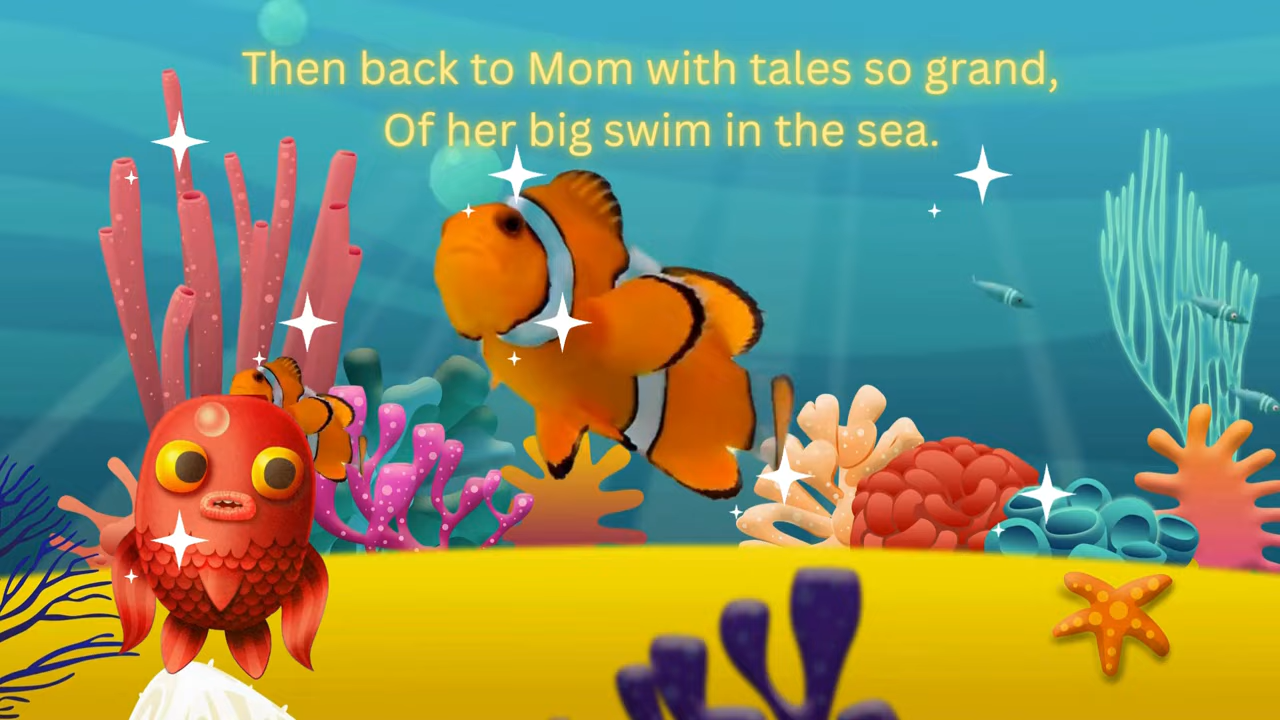 Then back to Mom with tales so grand,
Of her big swim in the sea.